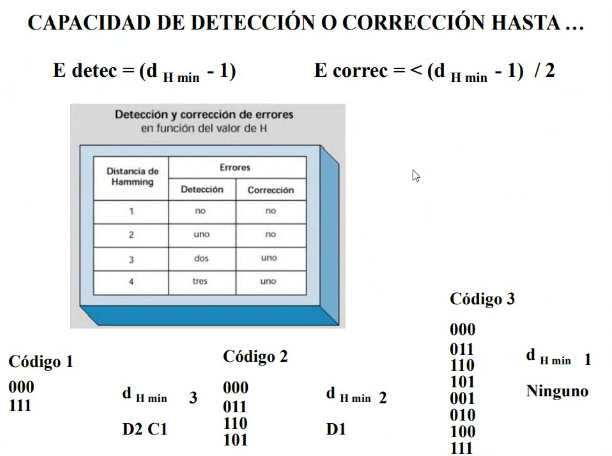 CAPACIDAD DE DETECCIÓN O CORRECCIÓN HASTA …
E detec = (d H min - 1)
E correc = < (d H min - 1) / 2
Detección y corrección de errores
en función del valor de H
Distancia de Hamming
Errores
Detección
Corrección
1 no no
2 uno no
3 dos uno
4 tres uno
Código 1
000
111
d H min 3
D2 C1
Código 2
000
011
110
101
d H min 2
D1
Código 3
000
011
110
101
001
010
100
111
d H min 1
Ninguno